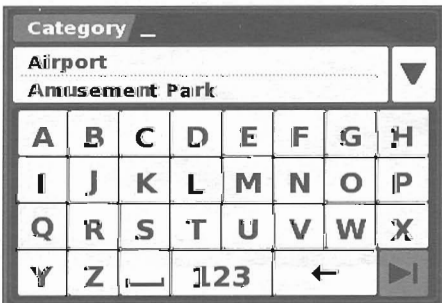 Category _
Airport
Amusement Park
A B C D E F G H
I J K L M N O P
Q R S T U V W X
Y Z 123